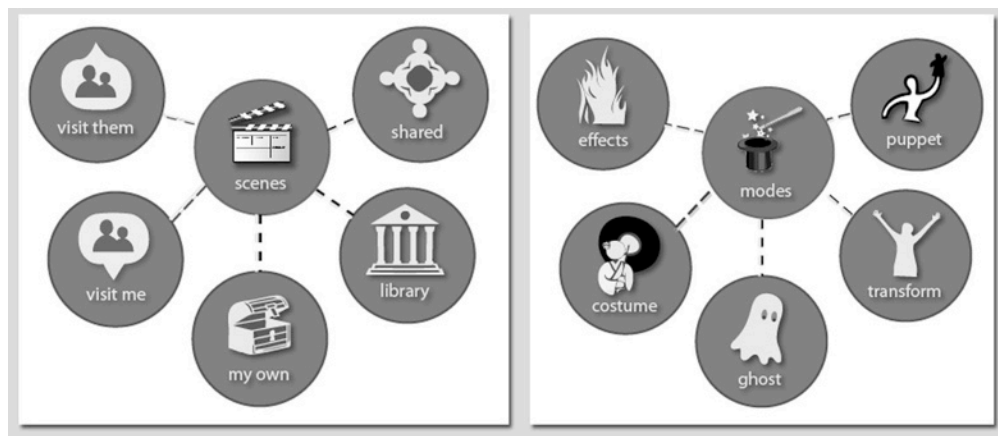 visit them
shared
scenes
visit me
library
my own
effects
puppet
modes
costume
transform
ghost